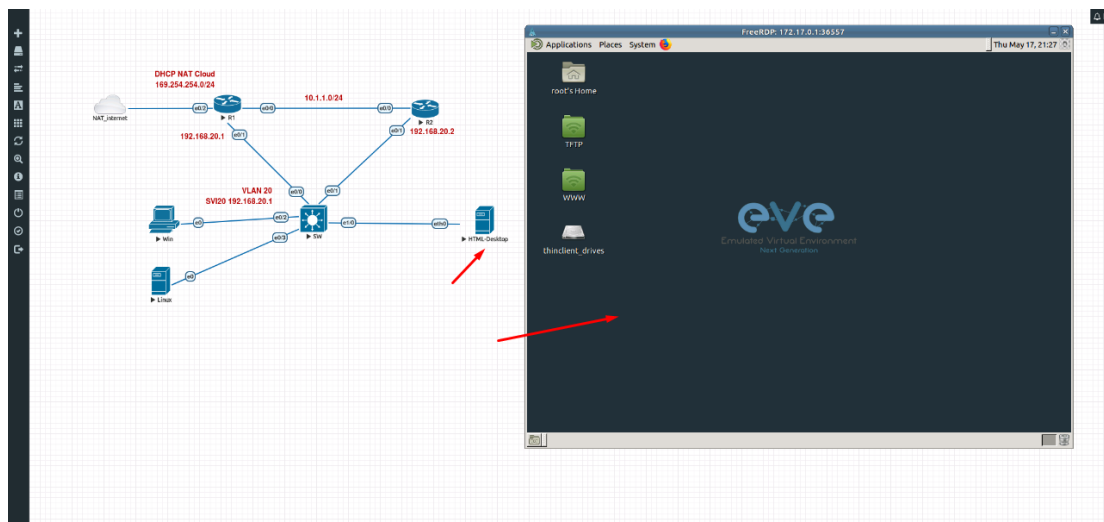 FreeRDP: 172.17.0.1:36557
Applications Places System
Thu May 17, 21:27
root's Home
TFTP
WWW
thinclient_drives
eve
Emulated Virtual Environment
Next Generation
DHCP NAT Cloud
169.254.254.0/24
NAT_internet
e0/2
R1
e0/0
10.1.1.0/24
e0/0
R2
192.168.20.1
e0/1
e0/1
192.168.20.2
VLAN 20
SVI20 192.168.20.1
e0/0
e0/1
Win
e0
e0/2
SW
e1/0
HTML-Desktop
e0/3
e0
Linux